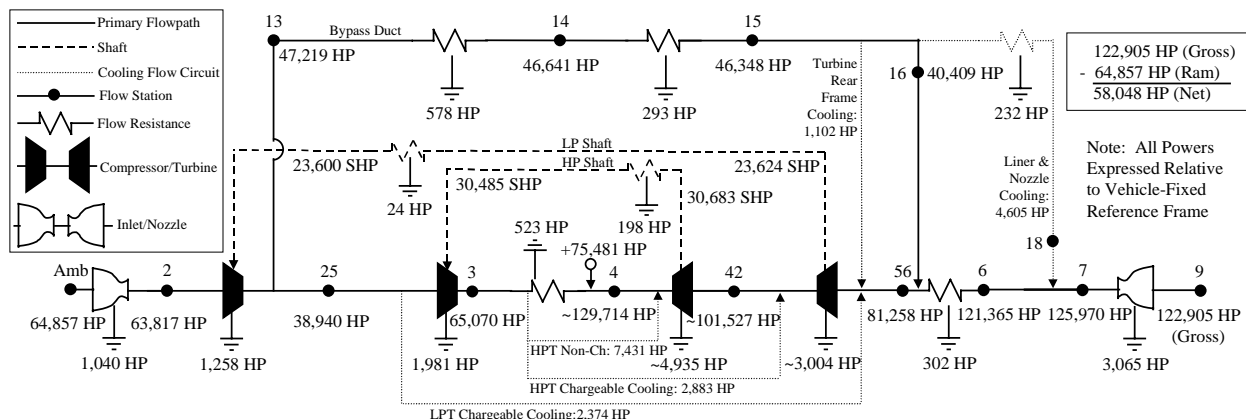 Primary Flowpath
Shaft
Cooling Flow Circuit
Flow Station
Flow Resistance
Compressor/Turbine
Inlet/Nozzle
13
47,219 HP
Bypass Duct
578 HP
14
46,641 HP
293 HP
15
46,348 HP
Turbine
Rear
Frame
Cooling:
1,102 HP
16
40,409 HP
232 HP
122,905 HP (Gross)
- 64,857 HP (Ram)
58,048 HP (Net)
Note: All Powers
Expressed Relative
to Vehicle-Fixed
Reference Frame
Liner &
Nozzle
Cooling:
4,605 HP
18
LP Shaft
23,600 SHP
24 HP
23,624 SHP
HP Shaft
30,485 SHP
198 HP
30,683 SHP
523 HP
+75,481 HP
Amb
64,857 HP
1,040 HP
2
63,817 HP
1,258 HP
25
38,940 HP
1,981 HP
3
65,070 HP
4
~129,714 HP
~4,935 HP
42
~101,527 HP
~3,004 HP
56
81,258 HP
302 HP
6
121,365 HP
7
125,970 HP
3,065 HP
9
122,905 HP
(Gross)
HPT Non-Ch: 7,431 HP
HPT Chargeable Cooling: 2,883 HP
LPT Chargeable Cooling:2,374 HP